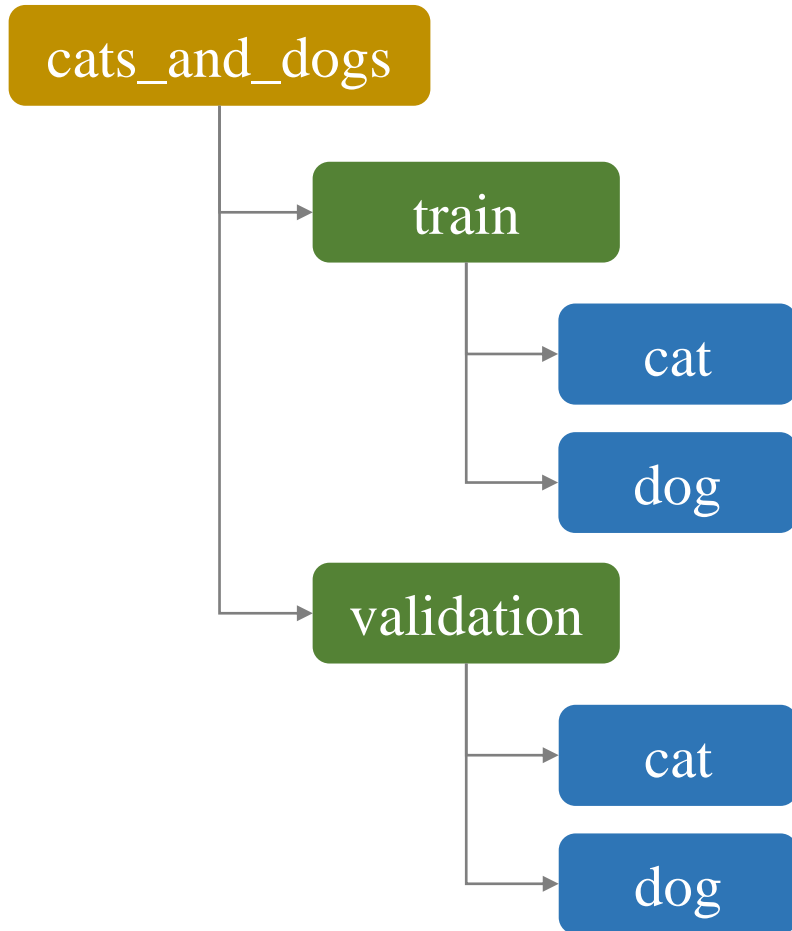 cats_and_dogs
train
cat
dog
validation
cat
dog